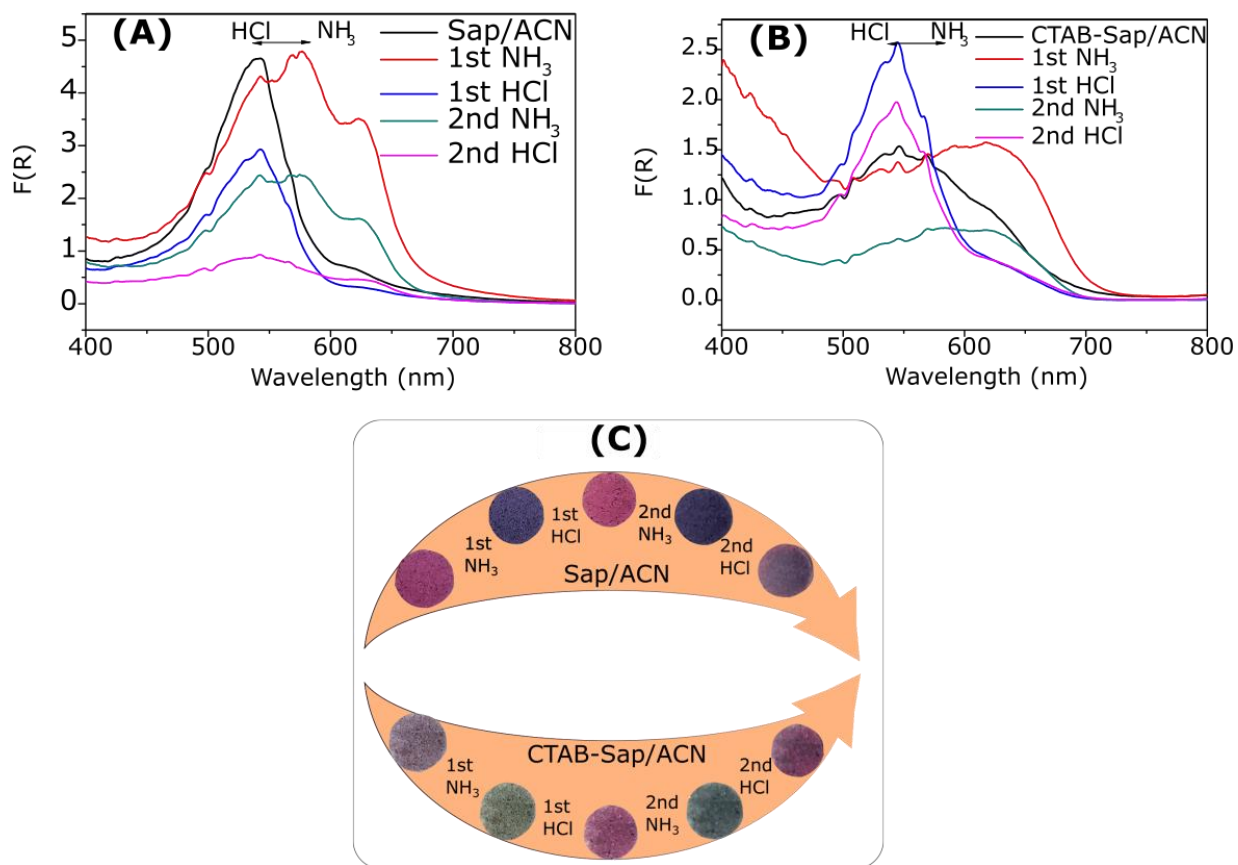 (A)
HCl NH₃
Sap/ACN
1st NH₃
1st HCl
2nd NH₃
2nd HCl
F(R)
5
4
3
2
1
0
400 500 600 700 800
Wavelength (nm)
(B)
HCl NH₃
CTAB-Sap/ACN
1st NH₃
1st HCl
2nd NH₃
2nd HCl
F(R)
2.5
2.0
1.5
1.0
0.5
0.0
400 500 600 700 800
Wavelength (nm)
(C)
1st
NH₃
1st
HCl
2nd
NH₃
2nd
HCl
Sap/ACN
CTAB-Sap/ACN
1st
NH₃
1st
HCl
2nd
NH₃
2nd
HCl